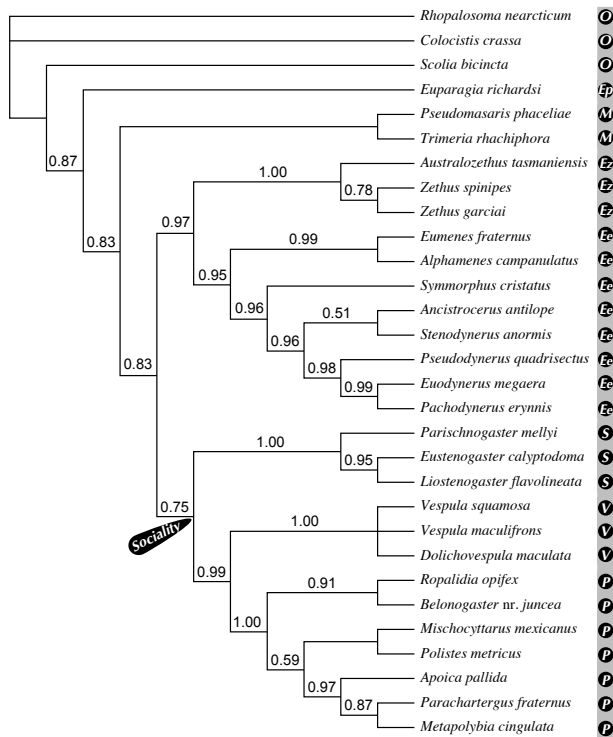 Rhopalosoma nearcticum O
Colocistis crassa O
Scolia bicincta O
Euparagia richardsi Ep
0.87
Pseudomasaris phaceliae M
Trimeria rhachiphora M
0.83
Australozethus tasmaniensis Ez
1.00
Zethus spinipes Ez
0.78
Zethus garciai Ez
0.97
Eumenes fraternus Ee
0.99
Alphamenes campanulatus Ee
0.95
Symmorphus cristatus Ee
0.96
Ancistrocerus antilope Ee
0.51
Stenodynerus anormis Ee
0.96
Pseudodynerus quadrisectus Ee
0.98
Euodynerus megaera Ee
0.99
Pachodynerus erynnis Ee
0.83
Parischnogaster mellyi S
1.00
Eustenogaster calyptodoma S
0.95
Liostenogaster flavolineata S
0.75
Sociality
Vespula squamosa V
1.00
Vespula maculifrons V
Dolichovespula maculata V
0.99
Ropalidia opifex P
0.91
Belonogaster nr. juncea P
1.00
Mischocyttarus mexicanus P
Polistes metricus P
0.59
Apoica pallida P
0.97
Parachartergus fraternus P
0.87
Metapolybia cingulata P